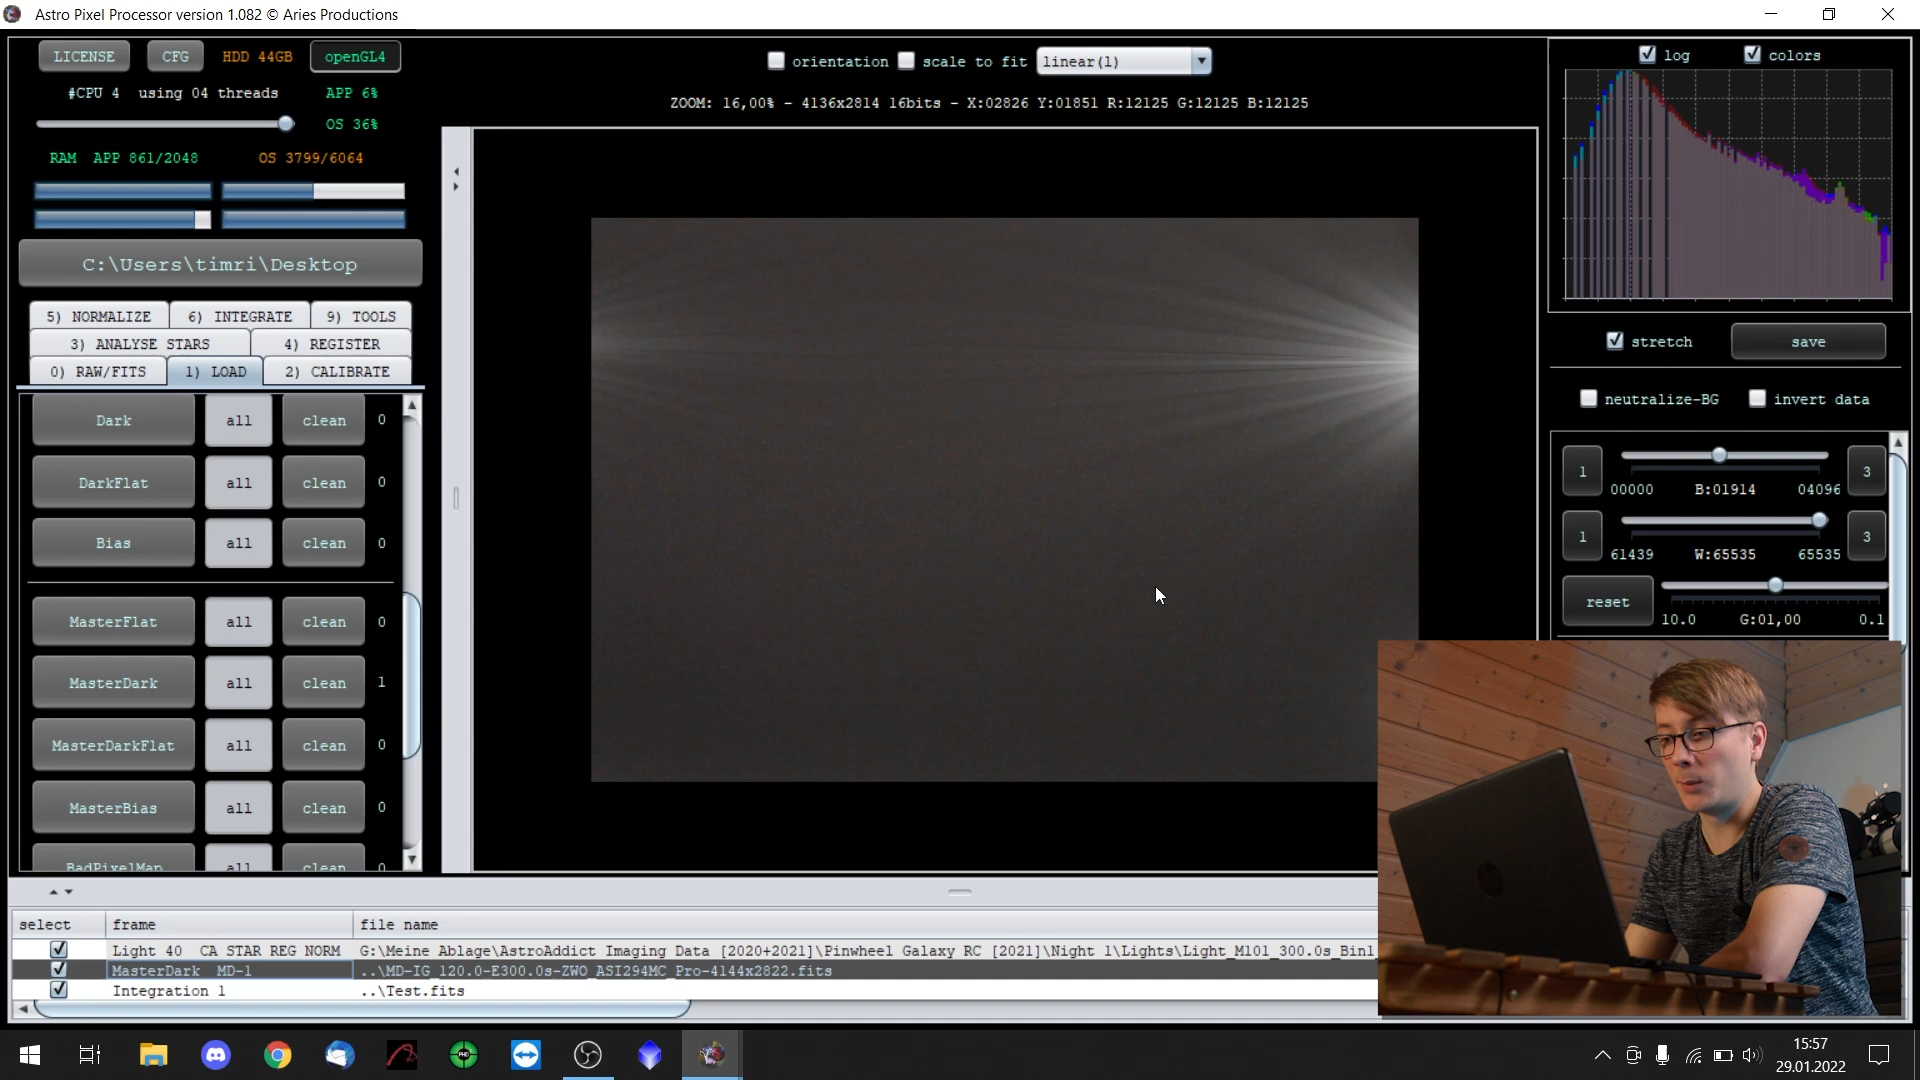 Astro Pixel Processor version 1.082 © Aries Productions
LICENSE CFG HDD 44GB openGL4
#CPU 4 using 04 threads APP 6%
OS 36%
RAM APP 861/2048 OS 3799/6064
C:\Users\timri\Desktop
5) NORMALIZE 6) INTEGRATE 9) TOOLS
3) ANALYSE STARS 4) REGISTER
0) RAW/FITS 1) LOAD 2) CALIBRATE
Dark all clean 0
DarkFlat all clean 0
Bias all clean 0
MasterFlat all clean 0
MasterDark all clean 1
MasterDarkFlat all clean 0
MasterBias all clean 0
BadPixelMap all clean 0
orientation scale to fit linear(1)
ZOOM: 16,00% - 4136x2814 16bits - X:02826 Y:01851 R:12125 G:12125 B:12125
log colors
stretch save
neutralize-BG invert data
1 3
00000 B:01914 04096
1 3
61439 W:65535 65535
reset
10.0 G:01,00 0.1
select frame file name
Light 40 CA STAR REG NORM G:\Meine Ablage\AstroAddict Imaging Data [2020+2021]\Pinwheel Galaxy RC [2021]\Night 1\Lights\Light_M101_300.0s_Bin1
MasterDark MD-1 ..\MD-IG_120.0-E300.0s-ZWO_ASI294MC_Pro-4144x2822.fits
Integration 1 ..\Test.fits
15:57
29.01.2022